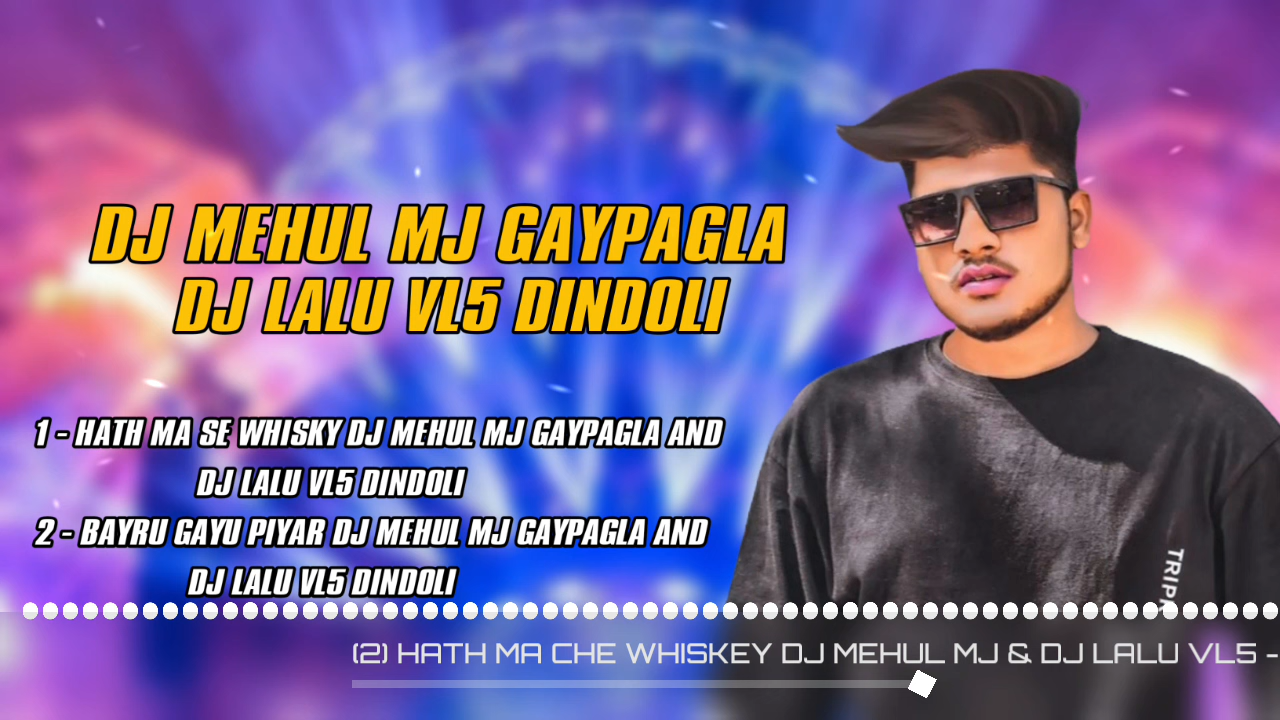 DJ MEHUL MJ GAYPAGLA
DJ LALU VL5 DINDOLI
1 - HATH MA SE WHISKY DJ MEHUL MJ GAYPAGLA AND
DJ LALU VL5 DINDOLI
2 - BAYRU GAYU PIYAR DJ MEHUL MJ GAYPAGLA AND
DJ LALU VL5 DINDOLI
(2) HATH MA CHE WHISKEY DJ MEHUL MJ & DJ LALU VL5 -